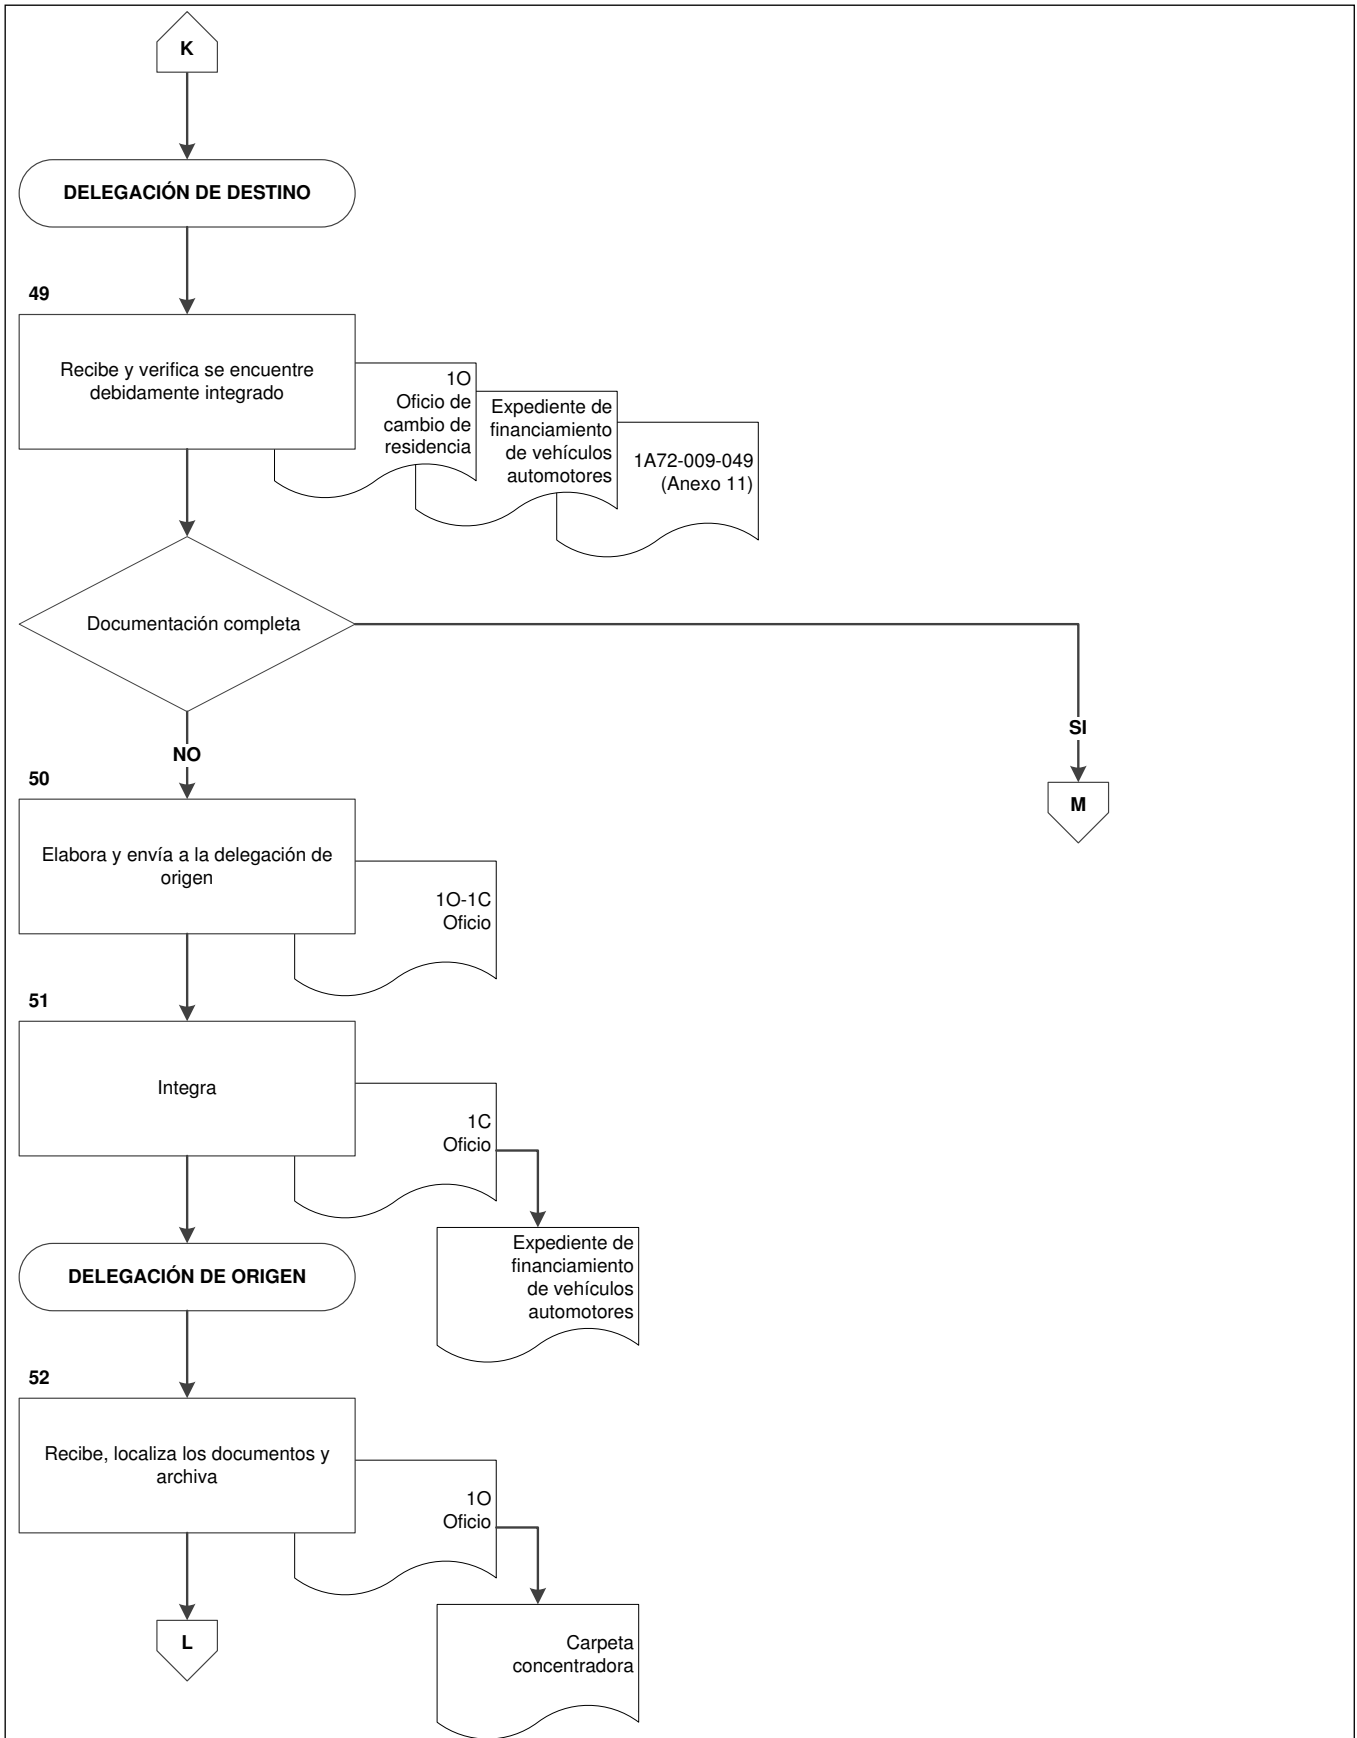 K
DELEGACIÓN DE DESTINO
49
Recibe y verifica se encuentre
debidamente integrado
1O
Oficio de
cambio de
residencia
Expediente de
financiamiento
de vehículos
automotores
1A72-009-049
(Anexo 11)
Documentación completa
SI
M
NO
50
Elabora y envía a la delegación de
origen
1O-1C
Oficio
51
Integra
1C
Oficio
Expediente de
financiamiento
de vehículos
automotores
DELEGACIÓN DE ORIGEN
52
Recibe, localiza los documentos y
archiva
1O
Oficio
Carpeta
concentradora
L